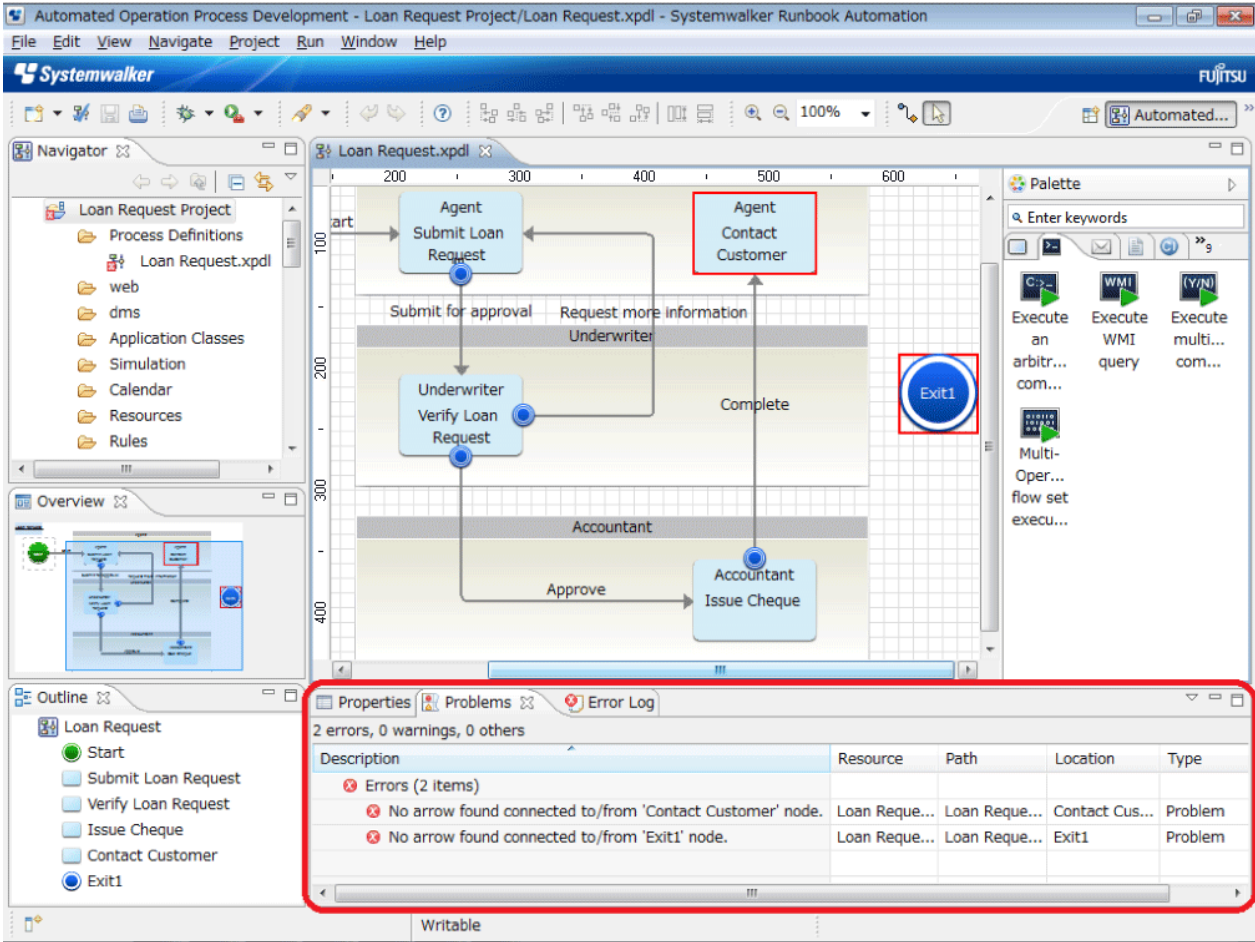 Automated Operation Process Development - Loan Request Project/Loan Request.xpdl - Systemwalker Runbook Automation
File Edit View Navigate Project Run Window Help
Systemwalker
FUJITSU
100%
Automated...
Navigator
Loan Request Project
Process Definitions
Loan Request.xpdl
web
dms
Application Classes
Simulation
Calendar
Resources
Rules
Overview
Outline
Loan Request
Start
Submit Loan Request
Verify Loan Request
Issue Cheque
Contact Customer
Exit1
Loan Request.xpdl
200 300 400 500 600
100
200
300
400
art
Agent
Submit Loan
Request
Agent
Contact
Customer
Submit for approval
Request more information
Underwriter
Underwriter
Verify Loan
Request
Complete
Exit1
Accountant
Approve
Accountant
Issue Cheque
Palette
Enter keywords
9
C:>_
Execute
an
arbitr...
com...
WMI
Execute
WMI
query
(Y/N)
Execute
multi...
com...
Multi-
Oper...
flow set
execu...
Properties Problems Error Log
2 errors, 0 warnings, 0 others
Description Resource Path Location Type
Errors (2 items)
No arrow found connected to/from 'Contact Customer' node. Loan Reque... Loan Reque... Contact Cus... Problem
No arrow found connected to/from 'Exit1' node. Loan Reque... Loan Reque... Exit1 Problem
Writable